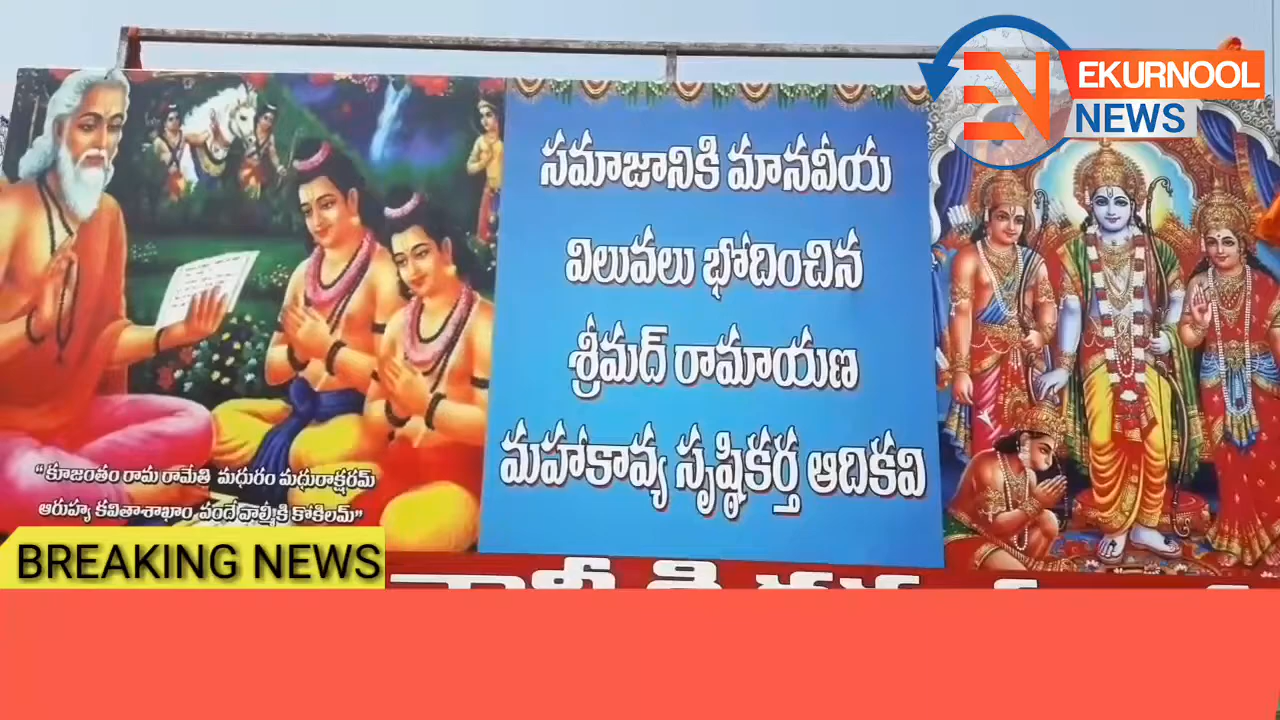 EKURNOOL
NEWS
సమాజానికి మానవీయ
విలువలు భోదించిన
శ్రీమద్ రామాయణ
మహాకావ్య సృష్ఠికర్త ఆదికవి
“కూజంతం రామ రామేతి మధురం మధురాక్షరమ్
ఆరుహ్య కవితాశాఖాం వందే వాల్మీకి కోకిలమ్”
BREAKING NEWS